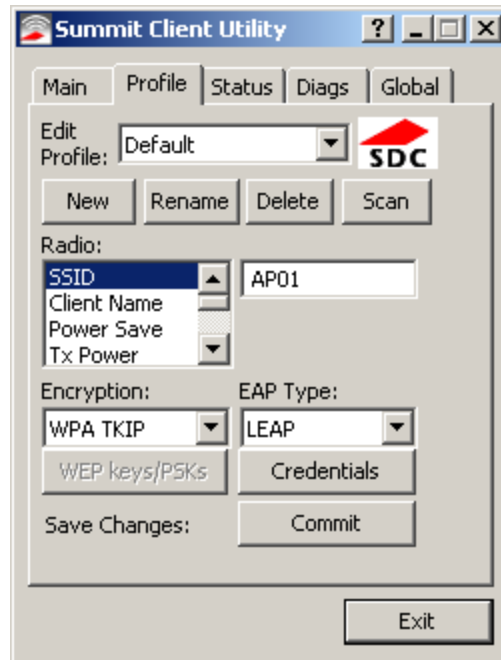 Summit Client Utility ?
Main Profile Status Diags Global
Edit Profile: Default
SDC
New Rename Delete Scan
Radio:
SSID AP01
Client Name
Power Save
Tx Power
Encryption: EAP Type:
WPA TKIP LEAP
WEP keys/PSKs Credentials
Save Changes: Commit
Exit